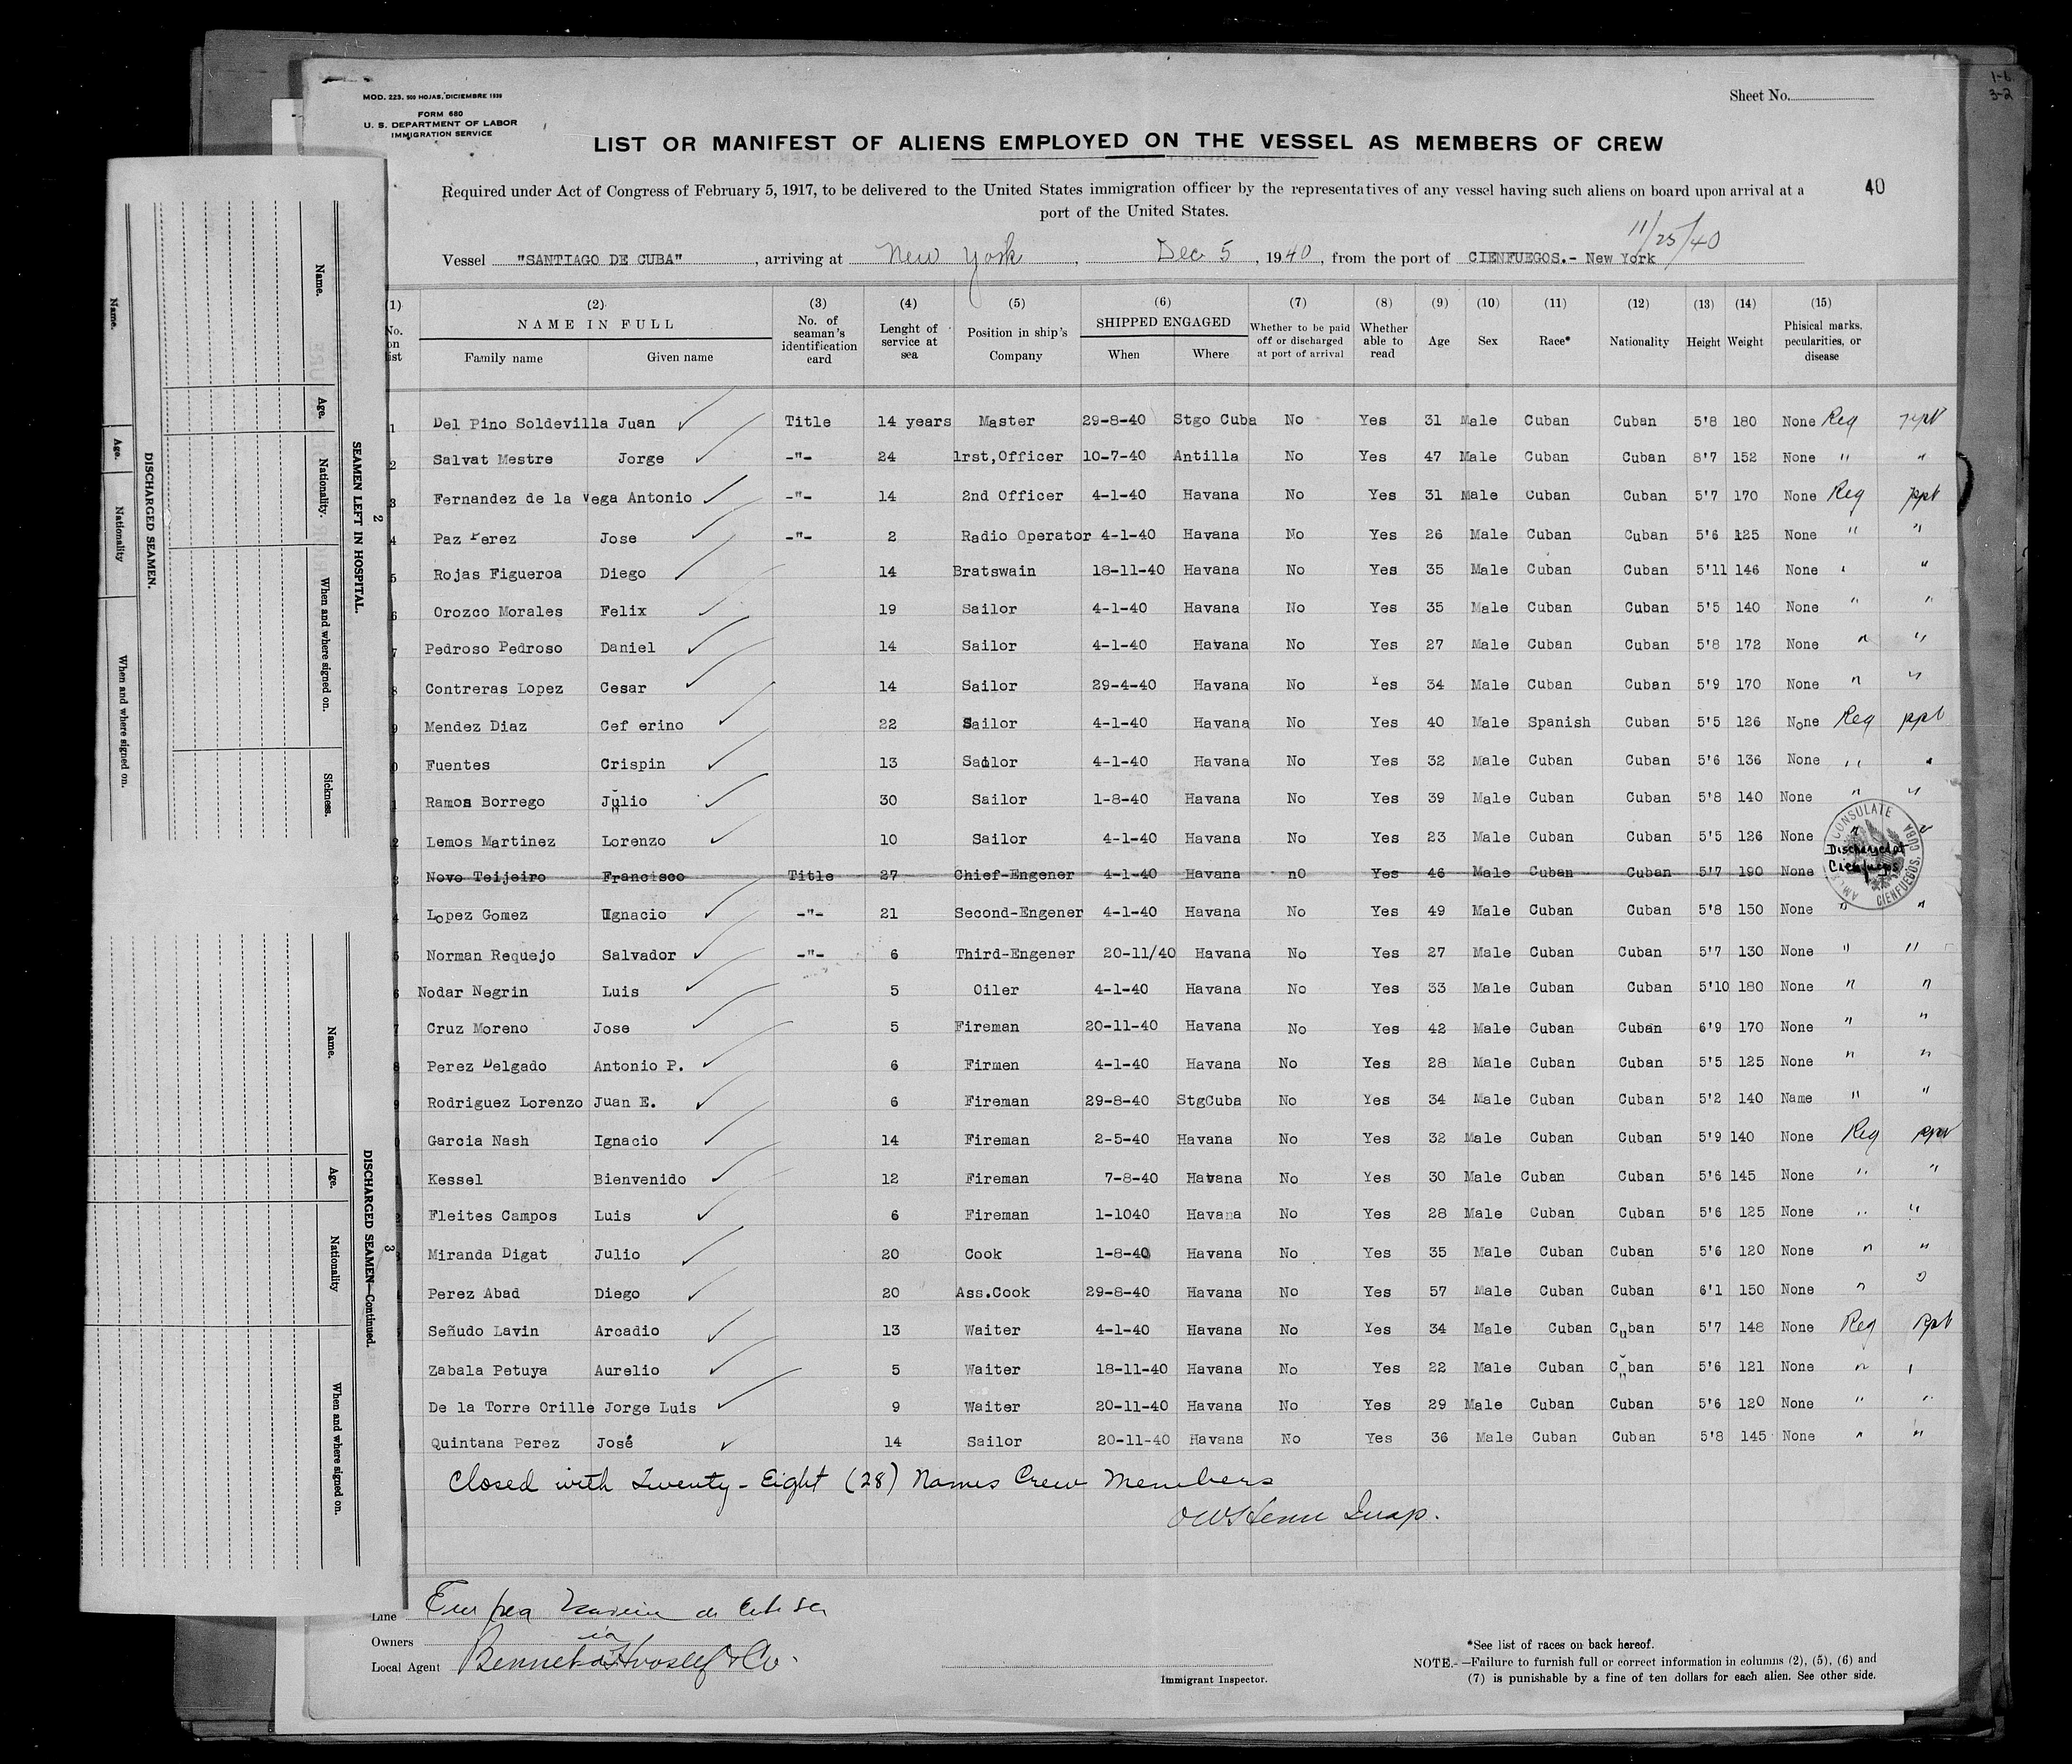 1-6
3-2
MOD. 223. 500 HOJAS, DICIEMBRE 1939
FORM 680
U. S. DEPARTMENT OF LABOR
IMMIGRATION SERVICE
Sheet No.
LIST OR MANIFEST OF ALIENS EMPLOYED ON THE VESSEL AS MEMBERS OF CREW
Required under Act of Congress of February 5, 1917, to be delivered to the United States immigration officer by the representatives of any vessel having such aliens on board upon arrival at a
port of the United States.
40
11/25/40
Vessel "SANTIAGO DE CUBA" , arriving at New York , Dec 5 , 1940 , from the port of CIENFUEGOS.- New York
(1) (2) (3) (4) (5) (6) (7) (8) (9) (10) (11) (12) (13) (14) (15)
No. on list NAME IN FULL Family name Given name No. of seaman's identification card Lenght of service at sea Position in ship's Company SHIPPED ENGAGED When Where Whether to be paid off or discharged at port of arrival Whether able to read Age Sex Race* Nationality Height Weight Phisical marks, pecularities, or disease
1 Del Pino Soldevilla Juan Title 14 years Master 29-8-40 Stgo Cuba No Yes 31 Male Cuban Cuban 5'8 180 None Reg ppt
2 Salvat Mestre Jorge -"- 24 1rst,Officer 10-7-40 Antilla No Yes 47 Male Cuban Cuban 8'7 152 None " "
3 Fernandez de la Vega Antonio -"- 14 2nd Officer 4-1-40 Havana No Yes 31 Male Cuban Cuban 5'7 170 None Reg ppt
4 Paz Perez Jose -"- 2 Radio Operator 4-1-40 Havana No Yes 26 Male Cuban Cuban 5'6 125 None " "
5 Rojas Figueroa Diego 14 Bratswain 18-11-40 Havana No Yes 35 Male Cuban Cuban 5'11 146 None " "
6 Orozco Morales Felix 19 Sailor 4-1-40 Havana No Yes 35 Male Cuban Cuban 5'5 140 None " "
7 Pedroso Pedroso Daniel 14 Sailor 4-1-40 Havana No Yes 27 Male Cuban Cuban 5'8 172 None " "
8 Contreras Lopez Cesar 14 Sailor 29-4-40 Havana No Yes 34 Male Cuban Cuban 5'9 170 None " "
9 Mendez Diaz Cef erino 22 Sailor 4-1-40 Havana No Yes 40 Male Spanish Cuban 5'5 126 None Reg ppt
0 Fuentes Crispin 13 Sailor 4-1-40 Havana No Yes 32 Male Cuban Cuban 5'6 136 None " "
1 Ramos Borrego Julio 30 Sailor 1-8-40 Havana No Yes 39 Male Cuban Cuban 5'8 140 None " "
2 Lemos Martinez Lorenzo 10 Sailor 4-1-40 Havana No Yes 23 Male Cuban Cuban 5'5 126 None " "
3 Novo Teijeiro Francisco Title 27 Chief-Engener 4-1-40 Havana nO Yes 46 Male Cuban Cuban 5'7 190 None Discharged at Cienfuegos
CONSULATE CIENFUEGOS, CUBA
4 Lopez Gomez Ignacio -"- 21 Second-Engener 4-1-40 Havana No Yes 49 Male Cuban Cuban 5'8 150 None " "
5 Norman Requejo Salvador -"- 6 Third-Engener 20-11/40 Havana No Yes 27 Male Cuban Cuban 5'7 130 None " "
6 Nodar Negrin Luis 5 Oiler 4-1-40 Havana No Yes 33 Male Cuban Cuban 5'10 180 None " "
7 Cruz Moreno Jose 5 Fireman 20-11-40 Havana No Yes 42 Male Cuban Cuban 6'9 170 None " "
8 Perez Delgado Antonio P. 6 Firmen 4-1-40 Havana No Yes 28 Male Cuban Cuban 5'5 125 None " "
9 Rodriguez Lorenzo Juan E. 6 Fireman 29-8-40 StgCuba No Yes 34 Male Cuban Cuban 5'2 140 Name " "
0 Garcia Nash Ignacio 14 Fireman 2-5-40 Havana No Yes 32 Male Cuban Cuban 5'9 140 None Reg ppt
Kessel Bienvenido 12 Fireman 7-8-40 Havana No Yes 30 Male Cuban Cuban 5'6 145 None " "
Fleites Campos Luis 6 Fireman 1-1040 Havana No Yes 28 Male Cuban Cuban 5'6 125 None " "
Miranda Digat Julio 20 Cook 1-8-40 Havana No Yes 35 Male Cuban Cuban 5'6 120 None " "
Perez Abad Diego 20 Ass.Cook 29-8-40 Havana No Yes 57 Male Cuban Cuban 6'1 150 None " "
Señudo Lavin Arcadio 13 Waiter 4-1-40 Havana No Yes 34 Male Cuban Cuban 5'7 148 None Reg ppt
Zabala Petuya Aurelio 5 Waiter 18-11-40 Havana No Yes 22 Male Cuban Cuban 5'6 121 None " "
De la Torre Orille Jorge Luis 9 Waiter 20-11-40 Havana No Yes 29 Male Cuban Cuban 5'6 120 None " "
Quintana Perez José 14 Sailor 20-11-40 Havana No Yes 36 Male Cuban Cuban 5'8 145 None " "
Closed with Twenty-Eight (28) Names Crew Members
Insp.
Line
Owners
Local Agent Bennet & Co.
Immigrant Inspector.
*See list of races on back hereof.
NOTE.-—Failure to furnish full or correct information in columns (2), (5), (6) and
(7) is punishable by a fine of ten dollars for each alien. See other side.
2
SEAMEN LEFT IN HOSPITAL.
Name. Age. Nationality. When and where signed on. Sickness.
DISCHARGED SEAMEN.
Name. Age. Nationality When and where signed on.
3
DISCHARGED SEAMEN—Continued.
Name. Age. Nationality When and where signed on.